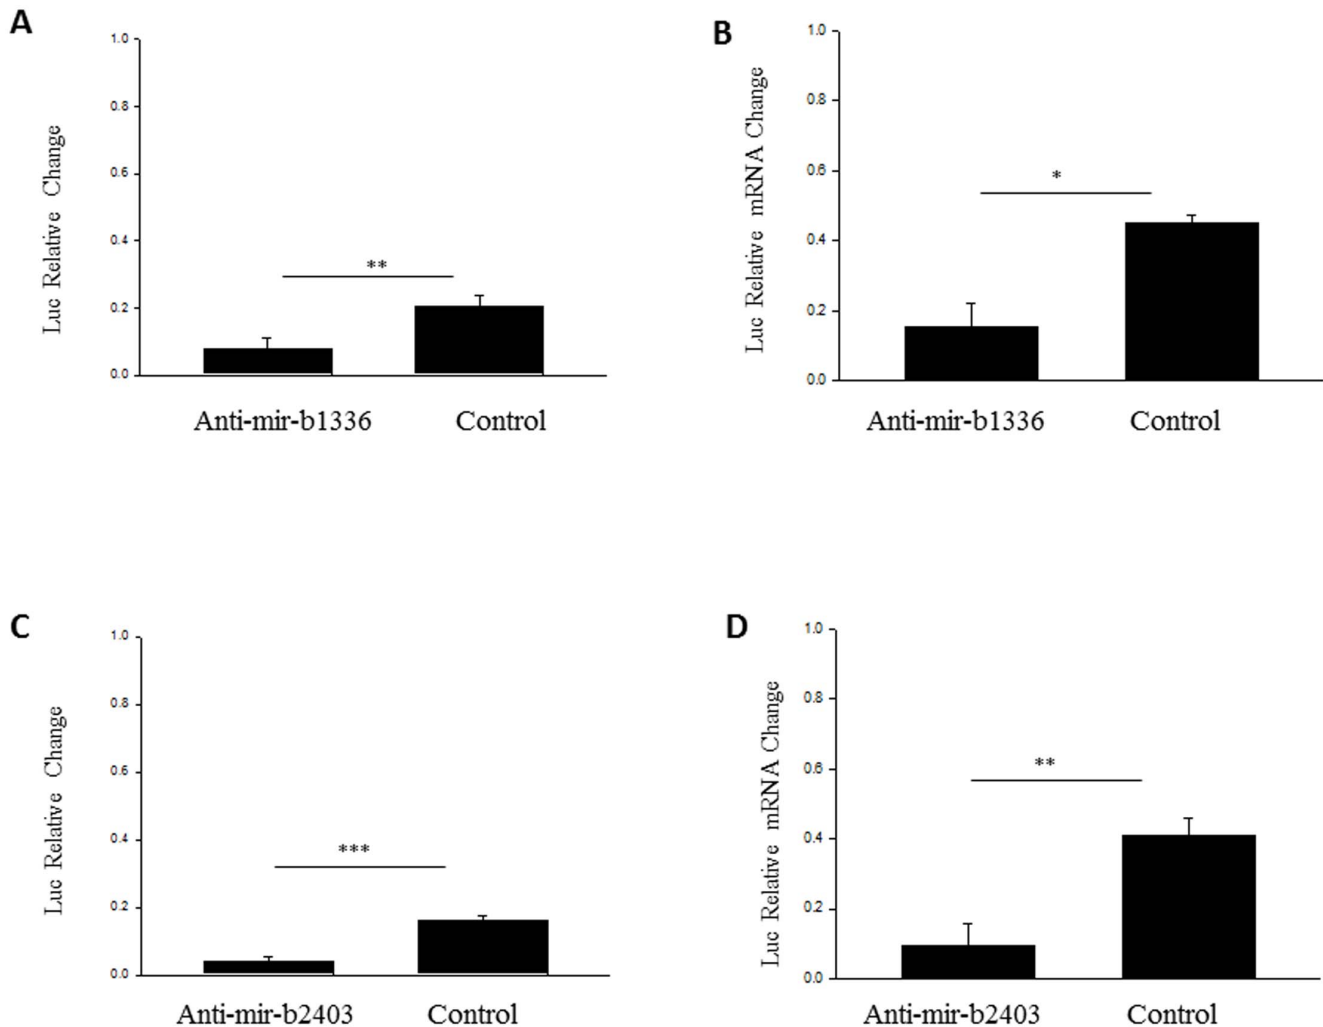 A
Luc Relative Change
1.0
0.8
0.6
0.4
0.2
0.0
**
Anti-mir-b1336 Control
B
Luc Relative mRNA Change
1.0
0.8
0.6
0.4
0.2
0.0
*
Anti-mir-b1336 Control
C
Luc Relative Change
1.0
0.8
0.6
0.4
0.2
0.0
***
Anti-mir-b2403 Control
D
Luc Relative mRNA Change
1.0
0.8
0.6
0.4
0.2
0.0
**
Anti-mir-b2403 Control